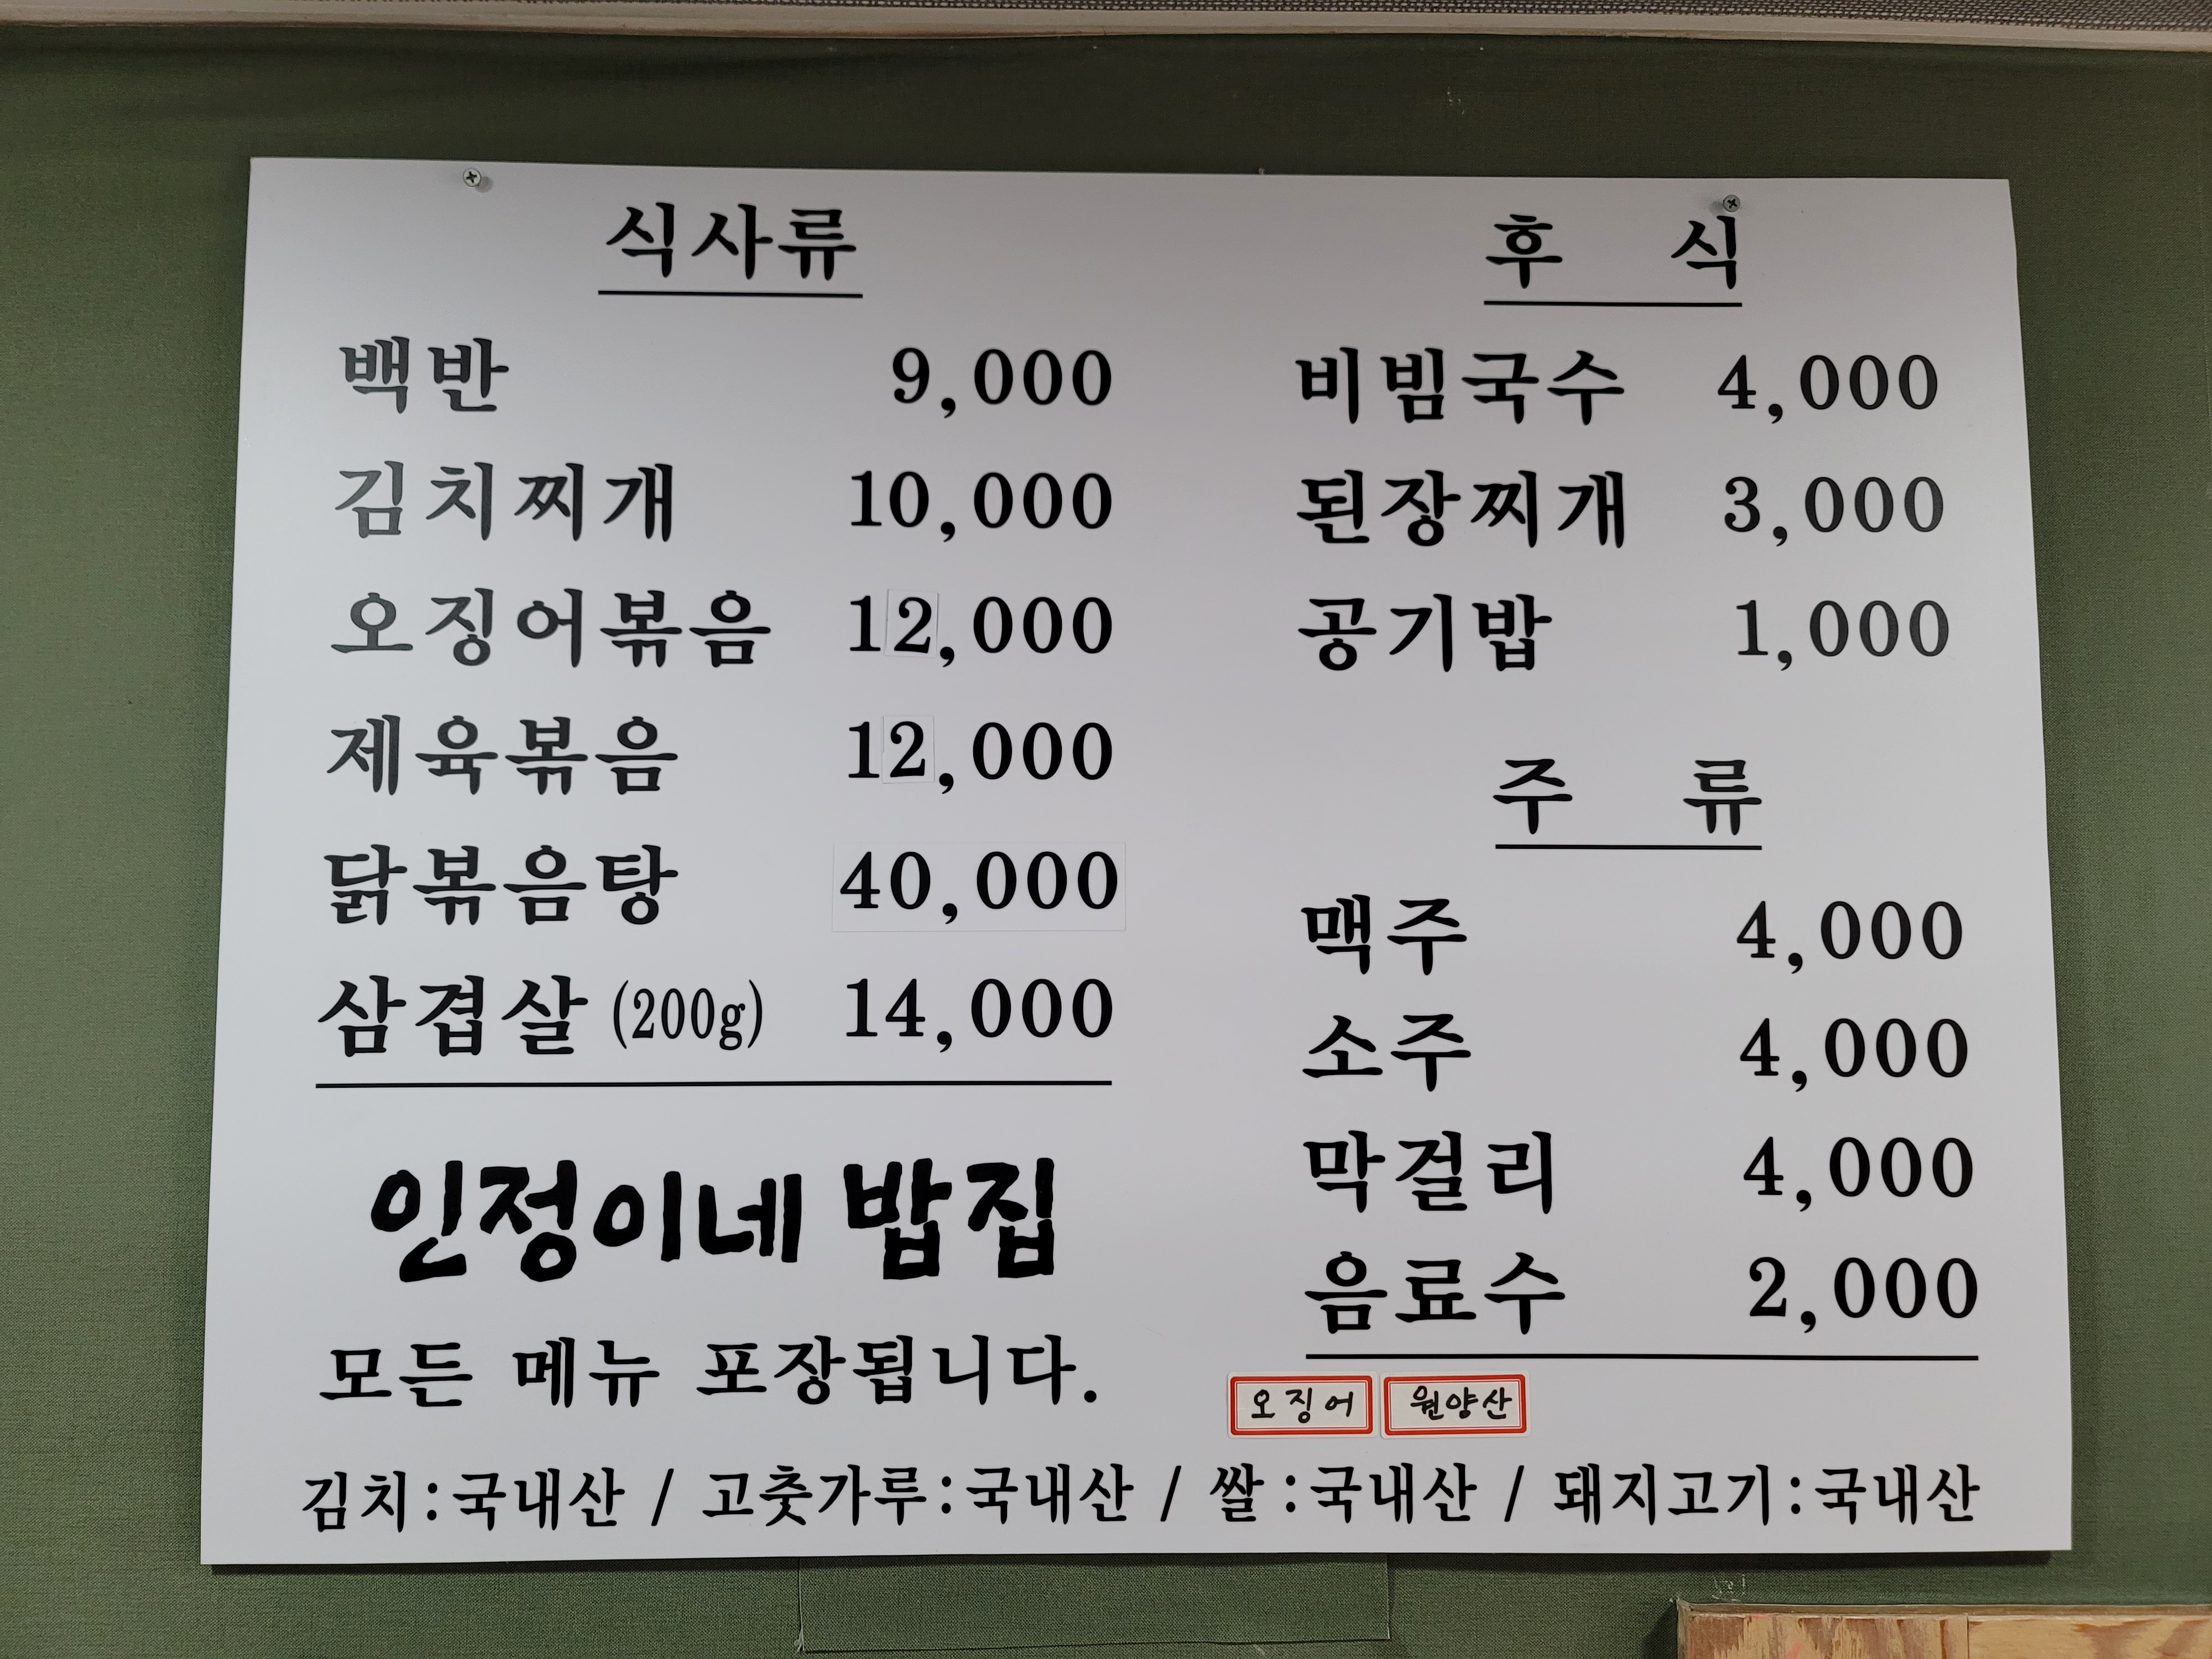 식사류
백반 9,000
김치찌개 10,000
오징어볶음 12,000
제육볶음 12,000
닭볶음탕 40,000
삼겹살 (200g) 14,000
인정이네 밥집
모든 메뉴 포장됩니다.
후 식
비빔국수 4,000
된장찌개 3,000
공기밥 1,000
주 류
맥주 4,000
소주 4,000
막걸리 4,000
음료수 2,000
오징어 원양산
김치:국내산 / 고춧가루:국내산 / 쌀:국내산 / 돼지고기:국내산